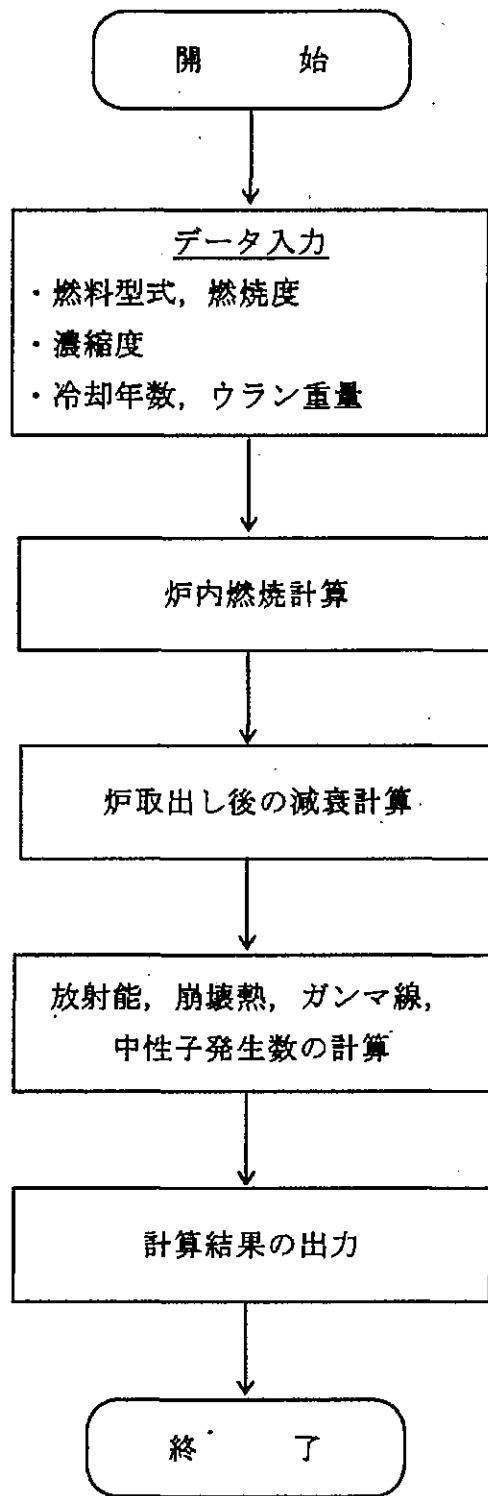 開 始
データ入力
・燃料型式，燃焼度
・濃縮度
・冷却年数，ウラン重量
炉内燃焼計算
炉取出し後の減衰計算
放射能，崩壊熱，ガンマ線，
中性子発生数の計算
計算結果の出力
終 了